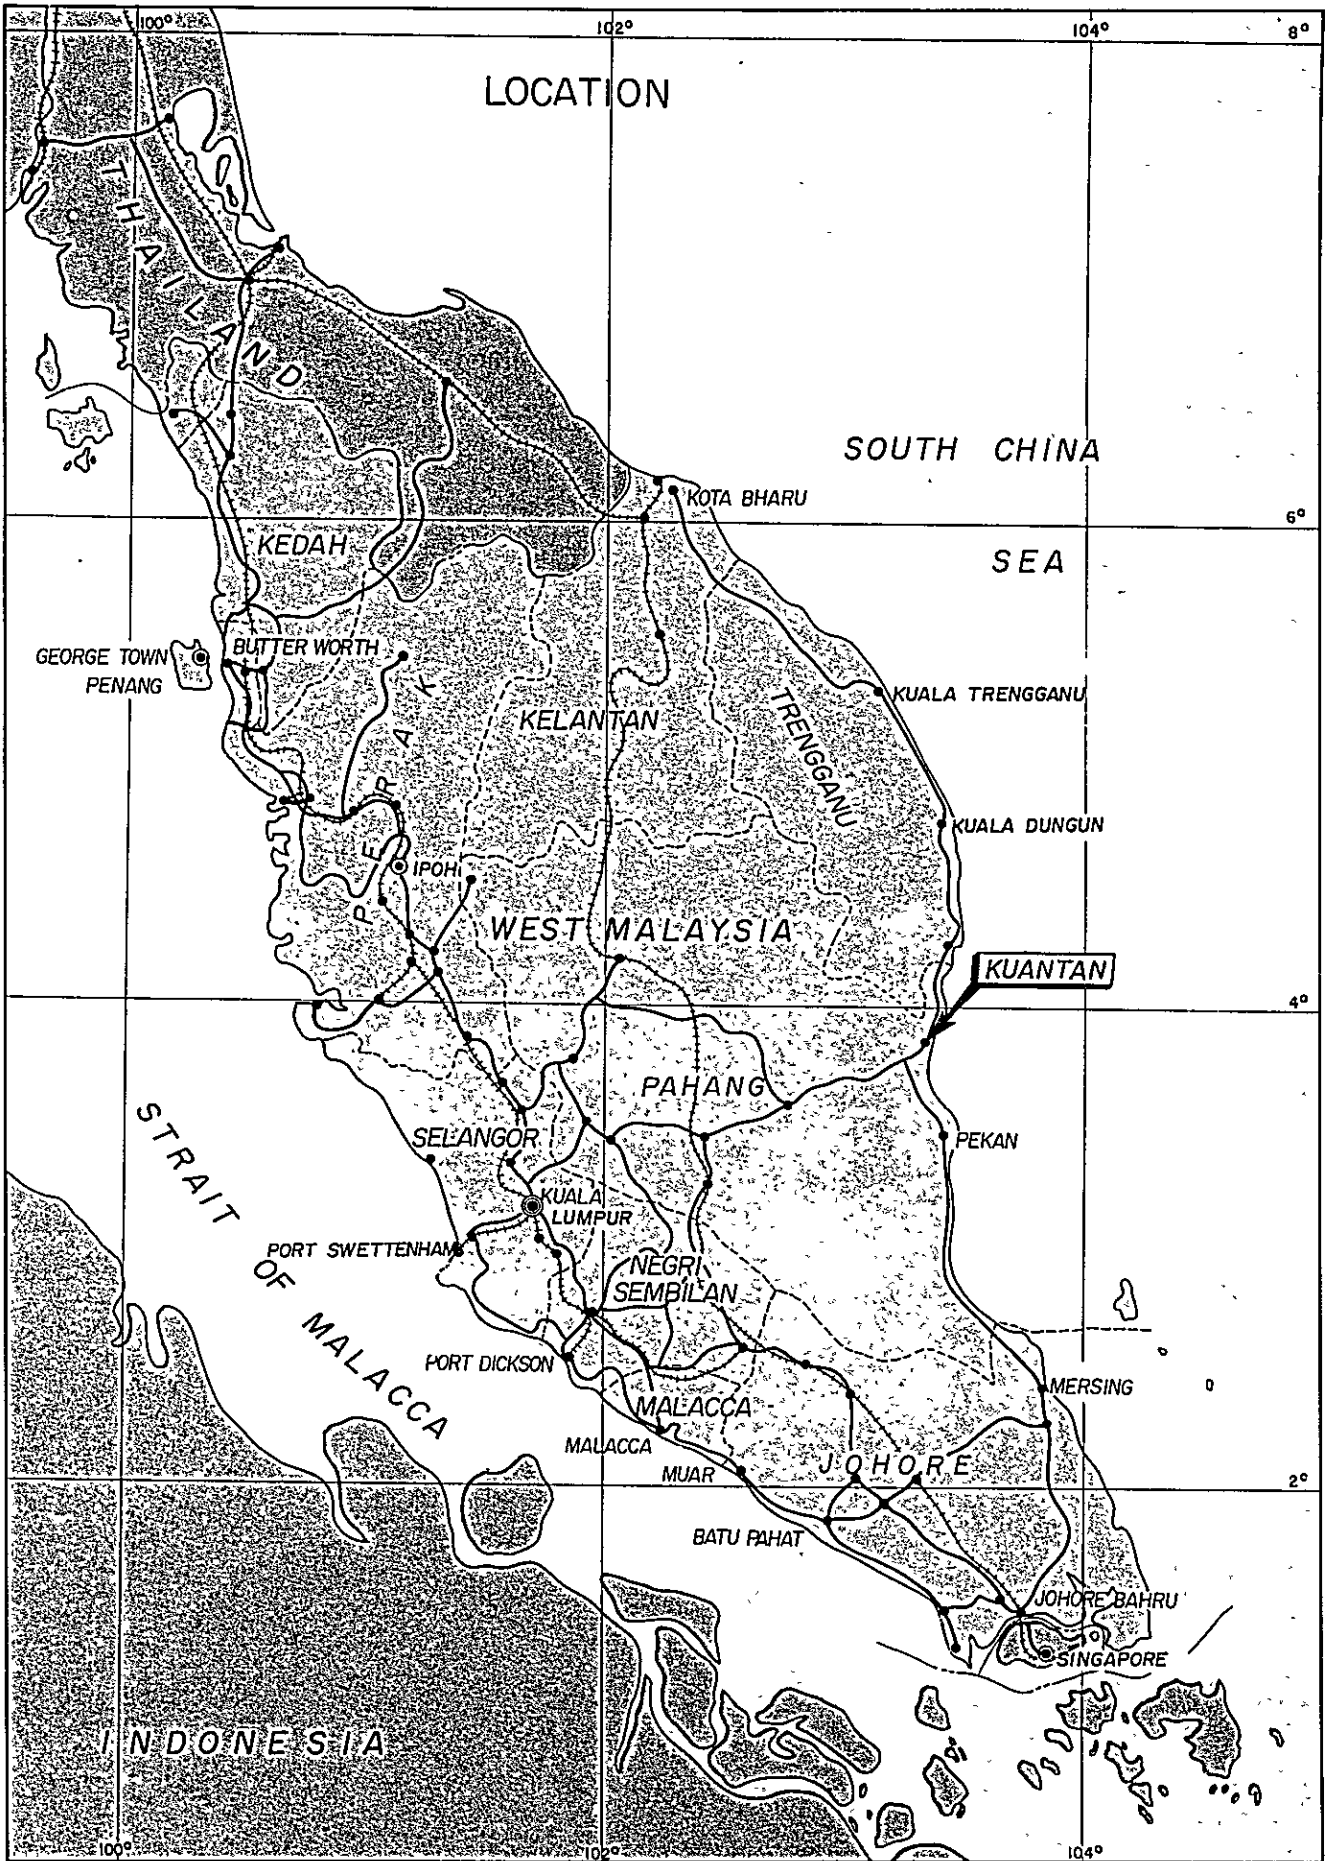 100°
102°
104°
8°
LOCATION
THAILAND
SOUTH CHINA
SEA
KOTA BHARU
6°
KEDAH
GEORGE TOWN
PENANG
BUTTER WORTH
KUALA TRENGGANU
KELANTAN
TRENGGANU
PERAK
KUALA DUNGUN
IPOH
WEST MALAYSIA
KUANTAN
4°
PAHANG
STRAIT OF MALACCA
SELANGOR
PEKAN
KUALA
LUMPUR
PORT SWETTENHAM
NEGRI
SEMBILAN
PORT DICKSON
MERSING
MALACCA
MALACCA
MUAR
JOHORE
2°
BATU PAHAT
JOHORE BAHRU
SINGAPORE
INDONESIA
100°
102°
104°